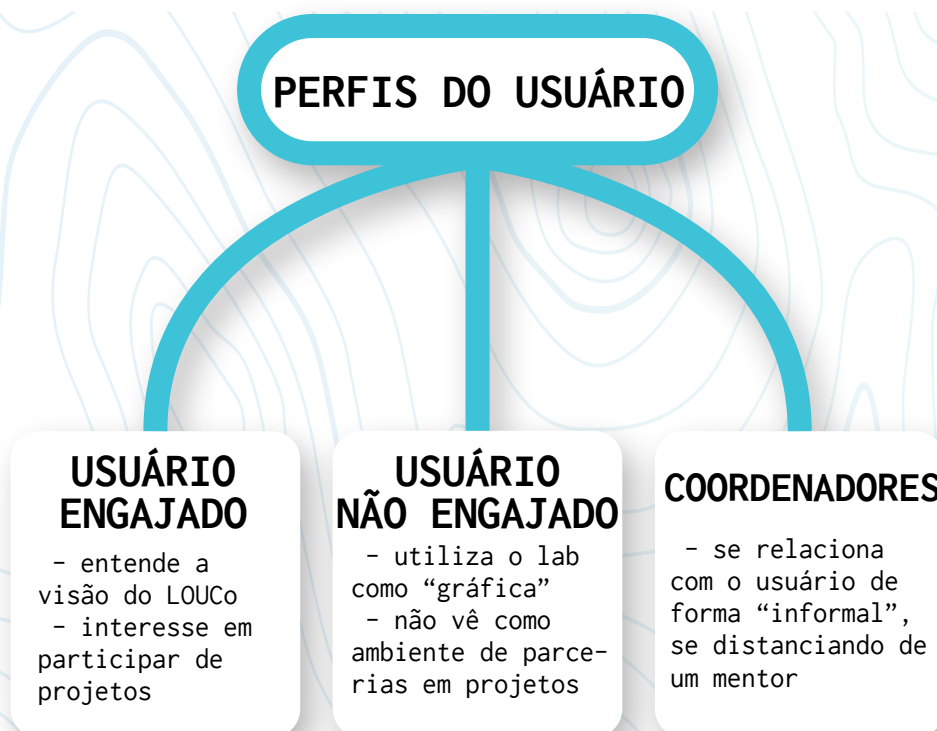 PERFIS DO USUÁRIO
USUÁRIO
ENGAJADO
- entende a
visão do LOUCo
- interesse em
participar de
projetos
USUÁRIO
NÃO ENGAJADO
- utiliza o lab
como “gráfica”
- não vê como
ambiente de parce-
rias em projetos
COORDENADORES
- se relaciona
com o usuário de
forma “informal”,
se distanciando de
um mentor